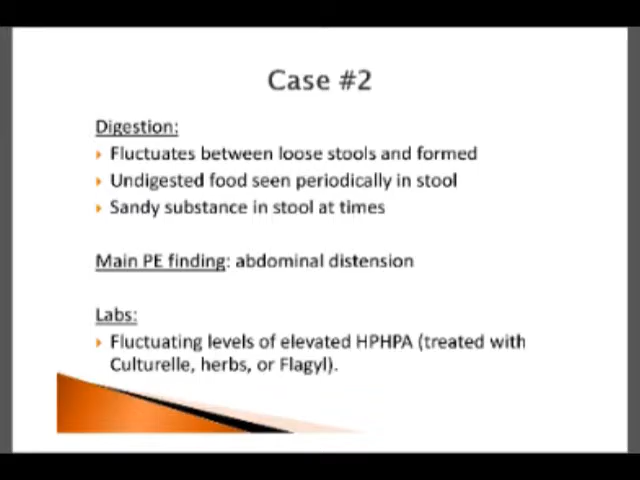 Case #2
Digestion:
Fluctuates between loose stools and formed
Undigested food seen periodically in stool
Sandy substance in stool at times
Main PE finding: abdominal distension
Labs:
Fluctuating levels of elevated HPHPA (treated with
Culturelle, herbs, or Flagyl).